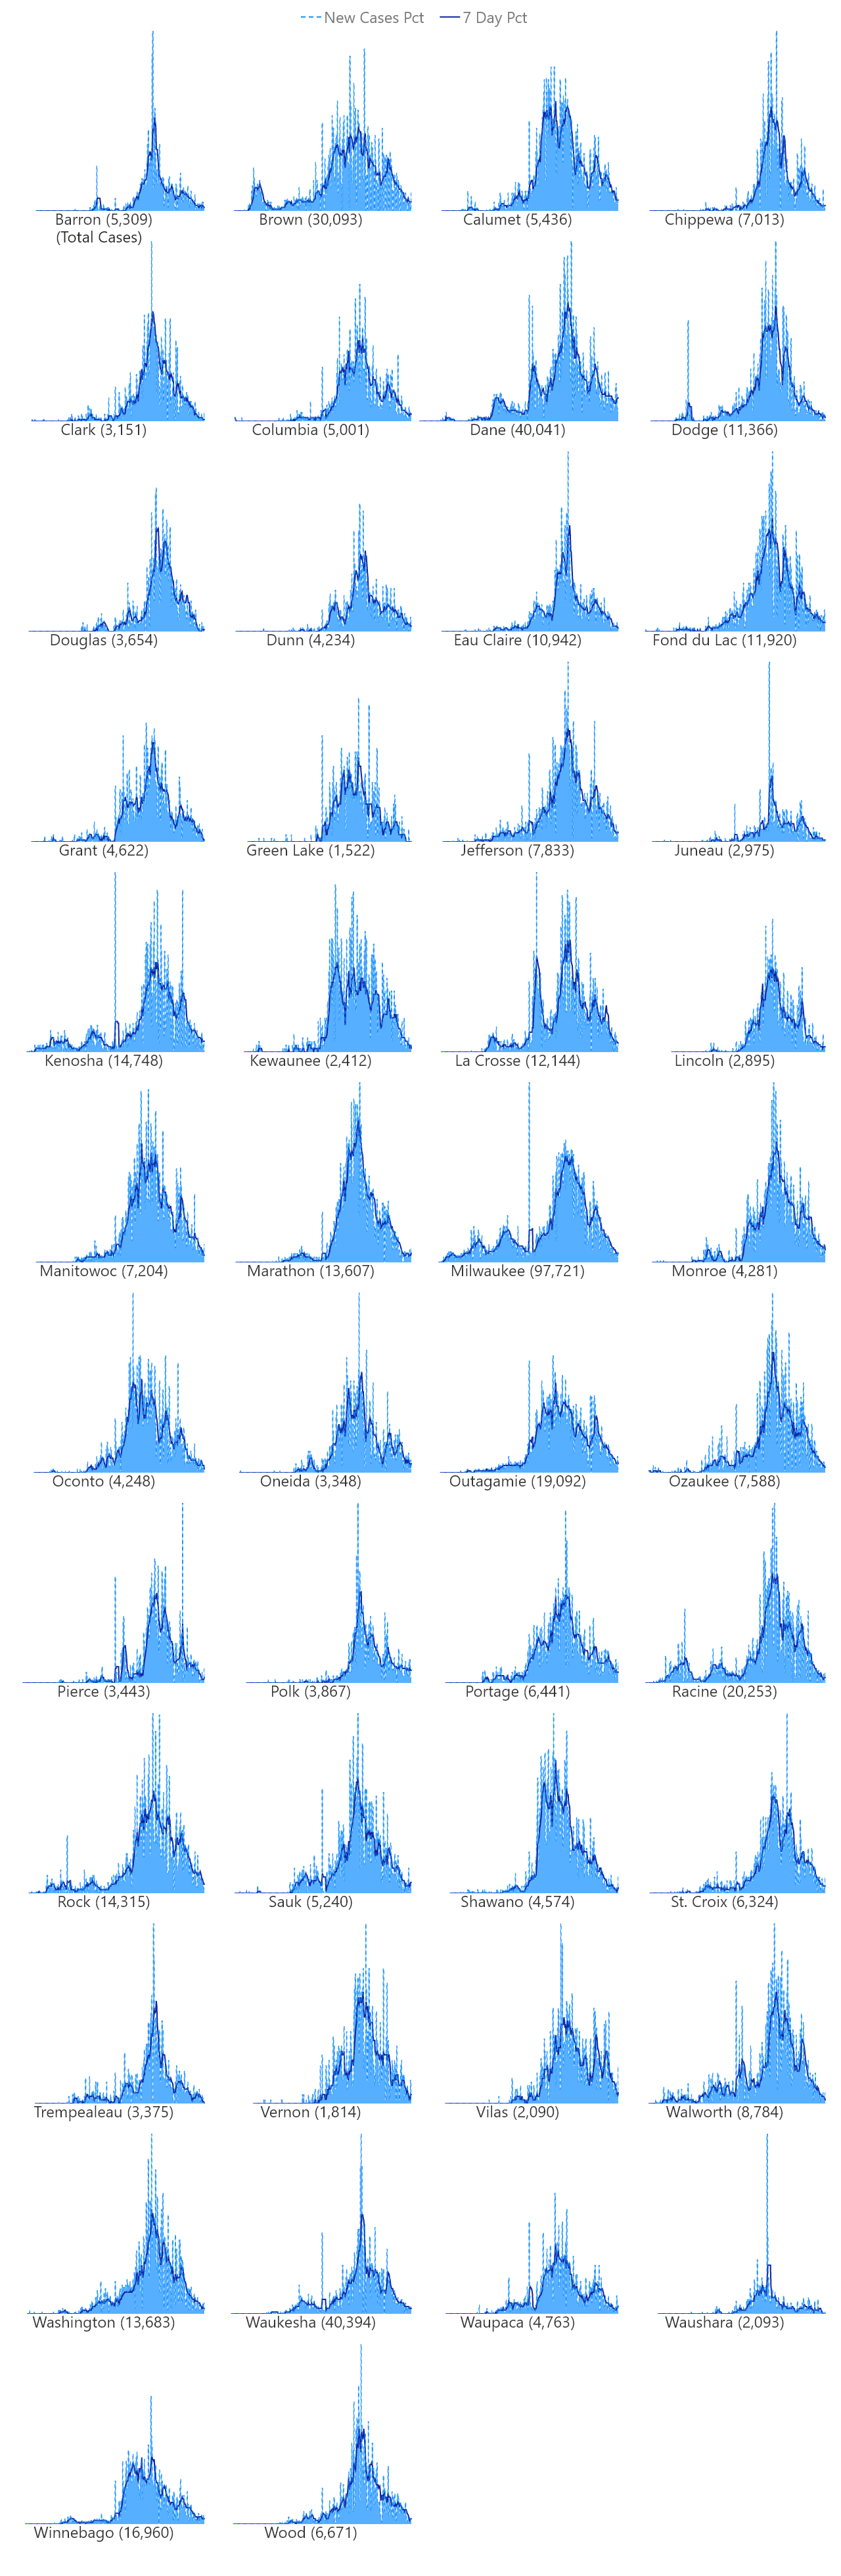 New Cases Pct 7 Day Pct
Barron (5,309) Brown (30,093) Calumet (5,436) Chippewa (7,013)
(Total Cases)
Clark (3,151) Columbia (5,001) Dane (40,041) Dodge (11,366)
Douglas (3,654) Dunn (4,234) Eau Claire (10,942) Fond du Lac (11,920)
Grant (4,622) Green Lake (1,522) Jefferson (7,833) Juneau (2,975)
Kenosha (14,748) Kewaunee (2,412) La Crosse (12,144) Lincoln (2,895)
Manitowoc (7,204) Marathon (13,607) Milwaukee (97,721) Monroe (4,281)
Oconto (4,248) Oneida (3,348) Outagamie (19,092) Ozaukee (7,588)
Pierce (3,443) Polk (3,867) Portage (6,441) Racine (20,253)
Rock (14,315) Sauk (5,240) Shawano (4,574) St. Croix (6,324)
Trempealeau (3,375) Vernon (1,814) Vilas (2,090) Walworth (8,784)
Washington (13,683) Waukesha (40,394) Waupaca (4,763) Waushara (2,093)
Winnebago (16,960) Wood (6,671)